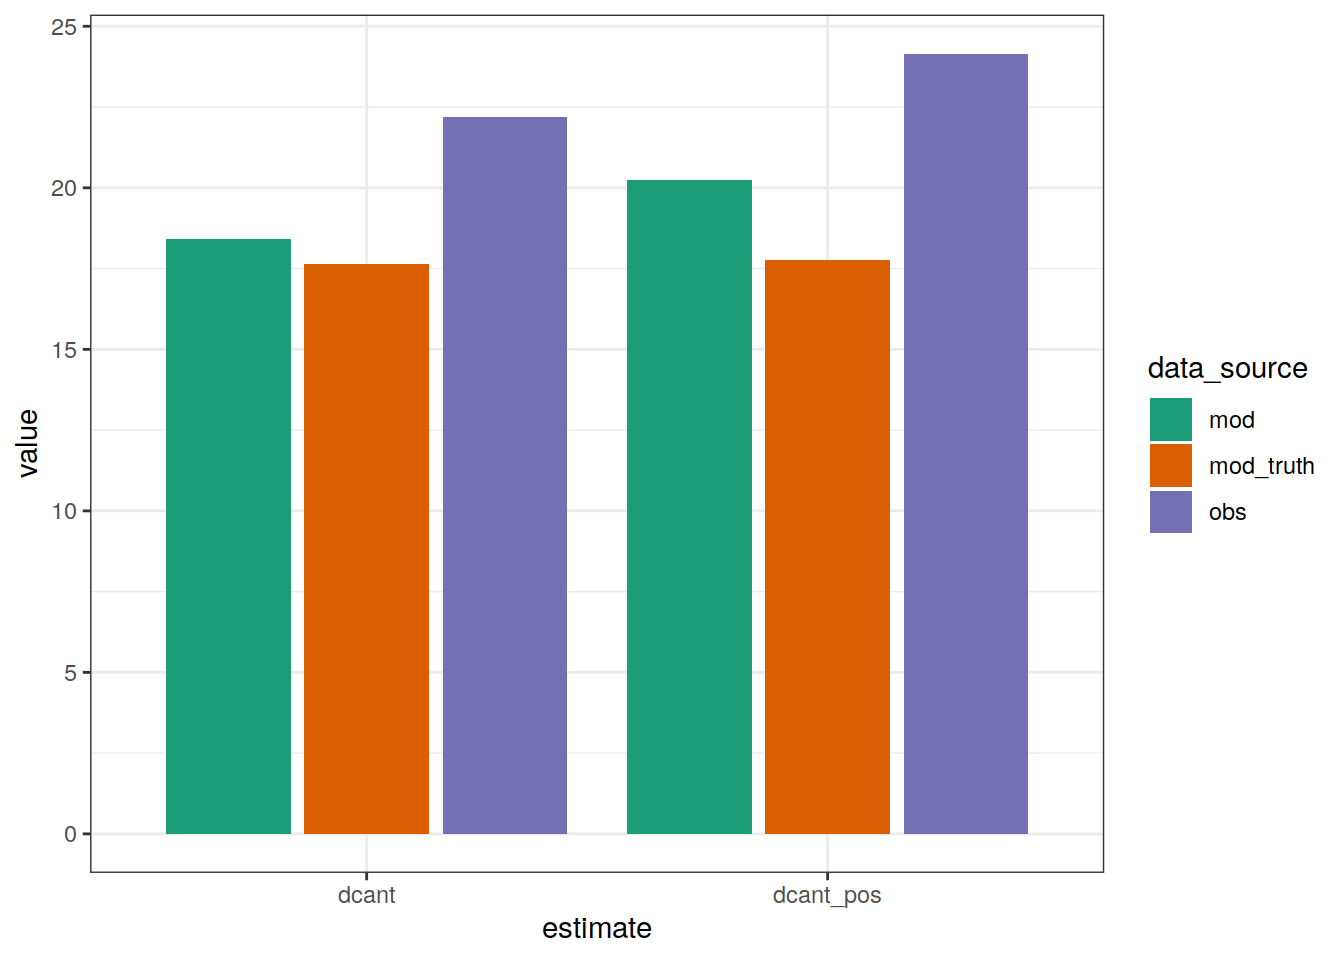 25
20
15
10
5
0
value
dcant
dcant_pos
estimate
data_source
mod
mod_truth
obs